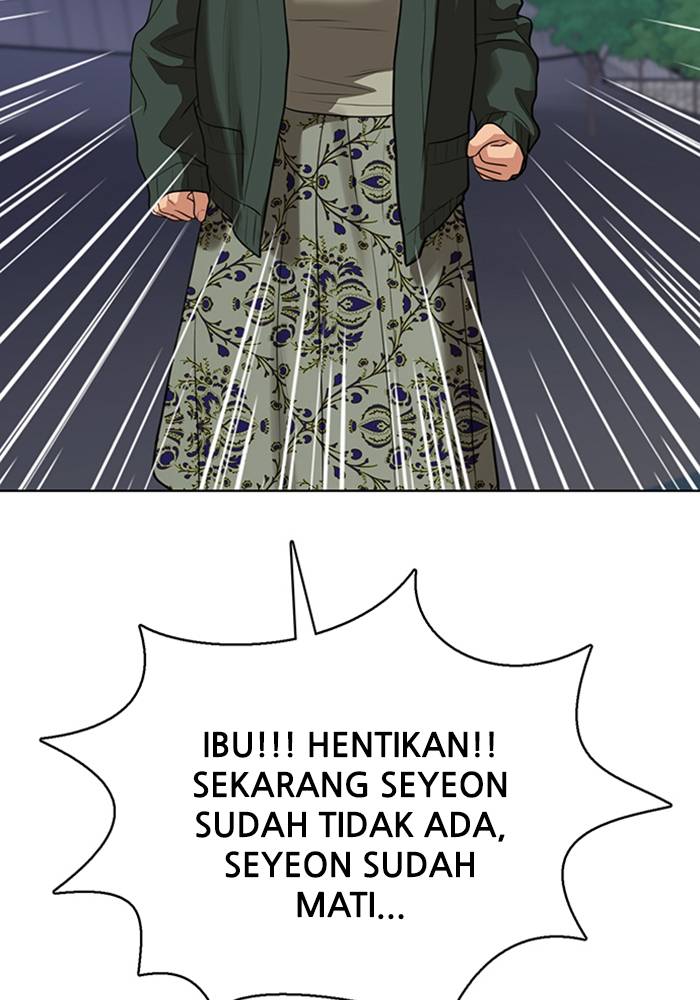 IBU!!! HENTIKAN!!
SEKARANG SEYEON
SUDAH TIDAK ADA,
SEYEON SUDAH
MATI...